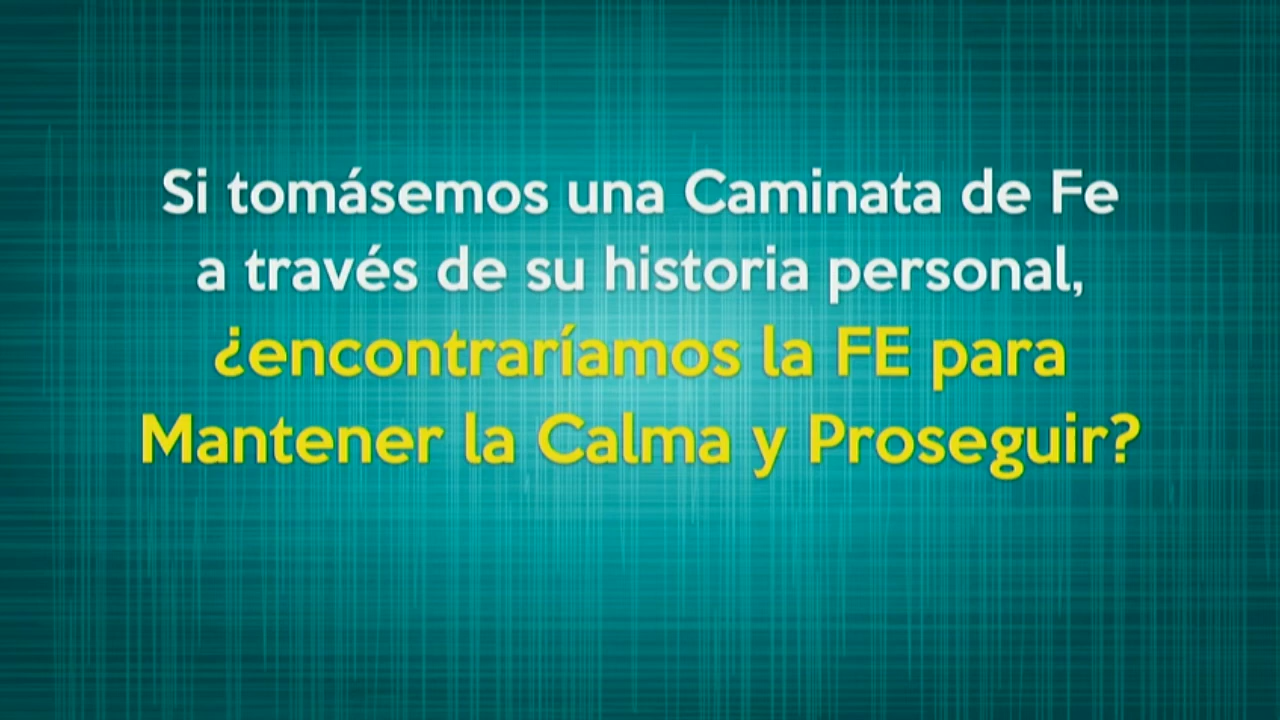 Si tomásemos una Caminata de Fe
a través de su historia personal,
¿encontraríamos la FE para
Mantener la Calma y Proseguir?